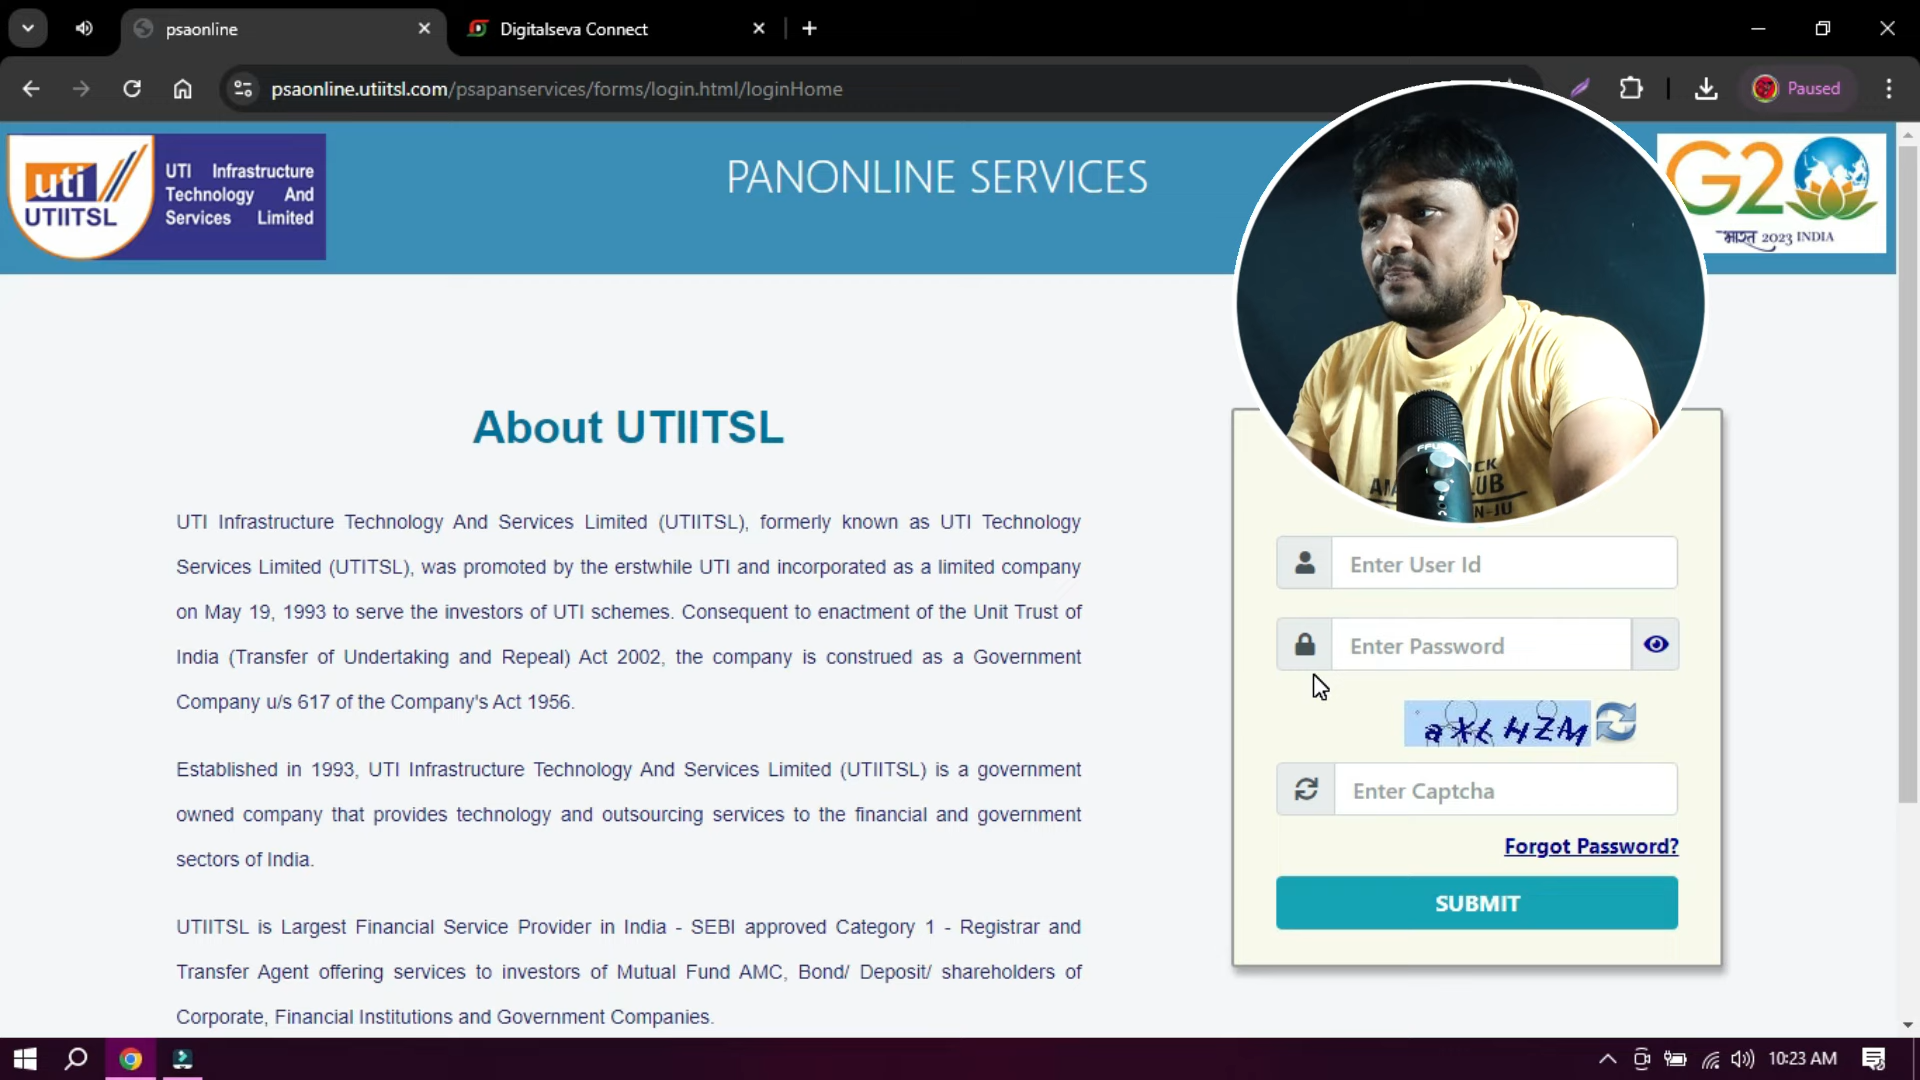 psaonline
Digitalseva Connect
psaonline.utiitsl.com/psapanservices/forms/login.html/loginHome
Paused
uti
UTIITSL
UTI Infrastructure
Technology And
Services Limited
PANONLINE SERVICES
G2
भारत 2023 INDIA
About UTIITSL
UTI Infrastructure Technology And Services Limited (UTIITSL), formerly known as UTI Technology
Services Limited (UTITSL), was promoted by the erstwhile UTI and incorporated as a limited company
on May 19, 1993 to serve the investors of UTI schemes. Consequent to enactment of the Unit Trust of
India (Transfer of Undertaking and Repeal) Act 2002, the company is construed as a Government
Company u/s 617 of the Company's Act 1956.
Established in 1993, UTI Infrastructure Technology And Services Limited (UTIITSL) is a government
owned company that provides technology and outsourcing services to the financial and government
sectors of India.
UTIITSL is Largest Financial Service Provider in India - SEBI approved Category 1 - Registrar and
Transfer Agent offering services to investors of Mutual Fund AMC, Bond/ Deposit/ shareholders of
Corporate, Financial Institutions and Government Companies.
Enter User Id
Enter Password
Enter Captcha
Forgot Password?
SUBMIT
10:23 AM